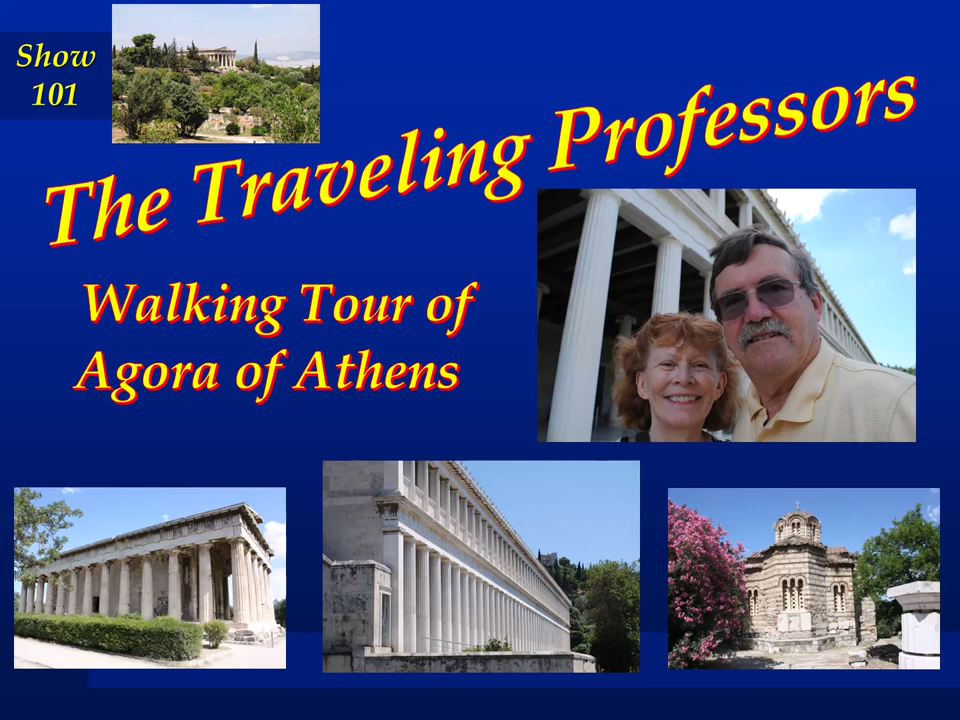 Show
101
The Traveling Professors
Walking Tour of
Agora of Athens